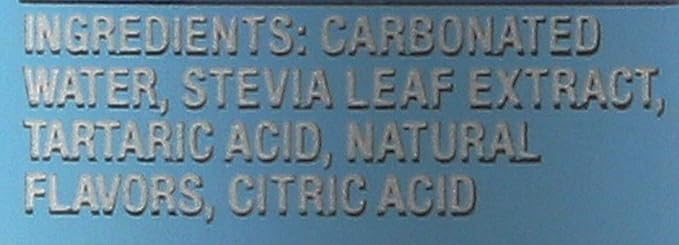 INGREDIENTS: CARBONATED
WATER, STEVIA LEAF EXTRACT,
TARTARIC ACID, NATURAL
FLAVORS, CITRIC ACID